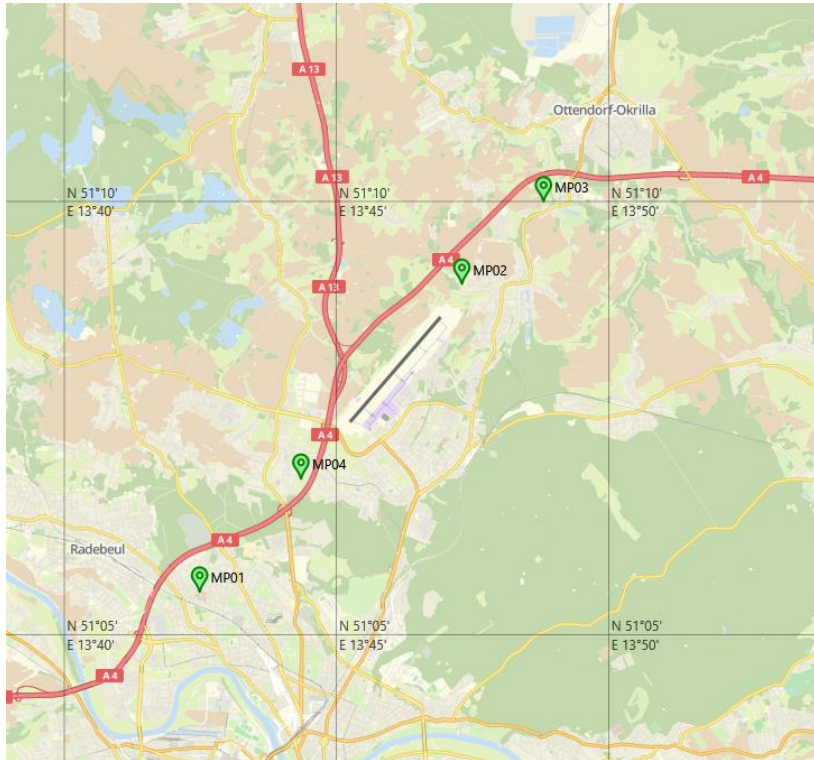 A 13
Ottendorf-Okrilla
A 13
A 4
N 51°10'
E 13°40'
N 51°10'
E 13°45'
MP03
N 51°10'
E 13°50'
A 4
MP02
A 13
A 4
MP04
A 4
Radebeul
MP01
N 51°05'
E 13°40'
N 51°05'
E 13°45'
N 51°05'
E 13°50'
A 4